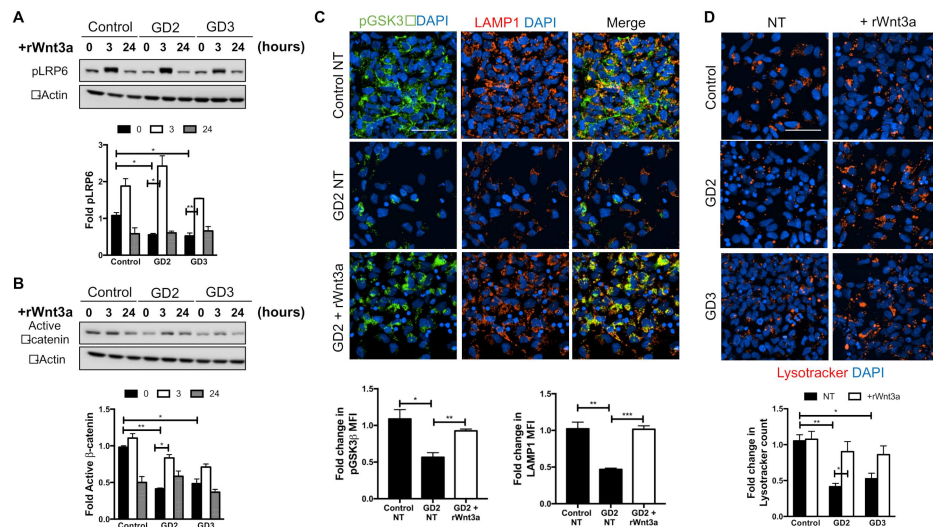 A
Control GD2 GD3
+rWnt3a 0 3 24 0 3 24 0 3 24 (hours)
pLRP6
□Actin
0 3 24
Fold pLRP6
2
1
0
* * * **
Control GD2 GD3
B
Control GD2 GD3
+rWnt3a 0 3 24 0 3 24 0 3 24 (hours)
Active
□catenin
□Actin
0 3 24
Fold Active β-catenin
1.5
1.0
0.5
0.0
* ** *
Control GD2 GD3
C
pGSK3□DAPI LAMP1 DAPI Merge
Control NT
GD2 NT
GD2 + rWnt3a
Fold change in
pGSK3β MFI
1.5
1.0
0.5
0.0
* **
Control GD2 GD2 +
NT NT rWnt3a
Fold change in
LAMP1 MFI
1.5
1.0
0.5
0.0
** ***
Control GD2 GD2 +
NT NT rWnt3a
D
NT + rWnt3a
Control
GD2
GD3
Lysotracker DAPI
NT +rWnt3a
Fold change in
Lysotracker count
1.5
1.0
0.5
0.0
* ** *
Control GD2 GD3